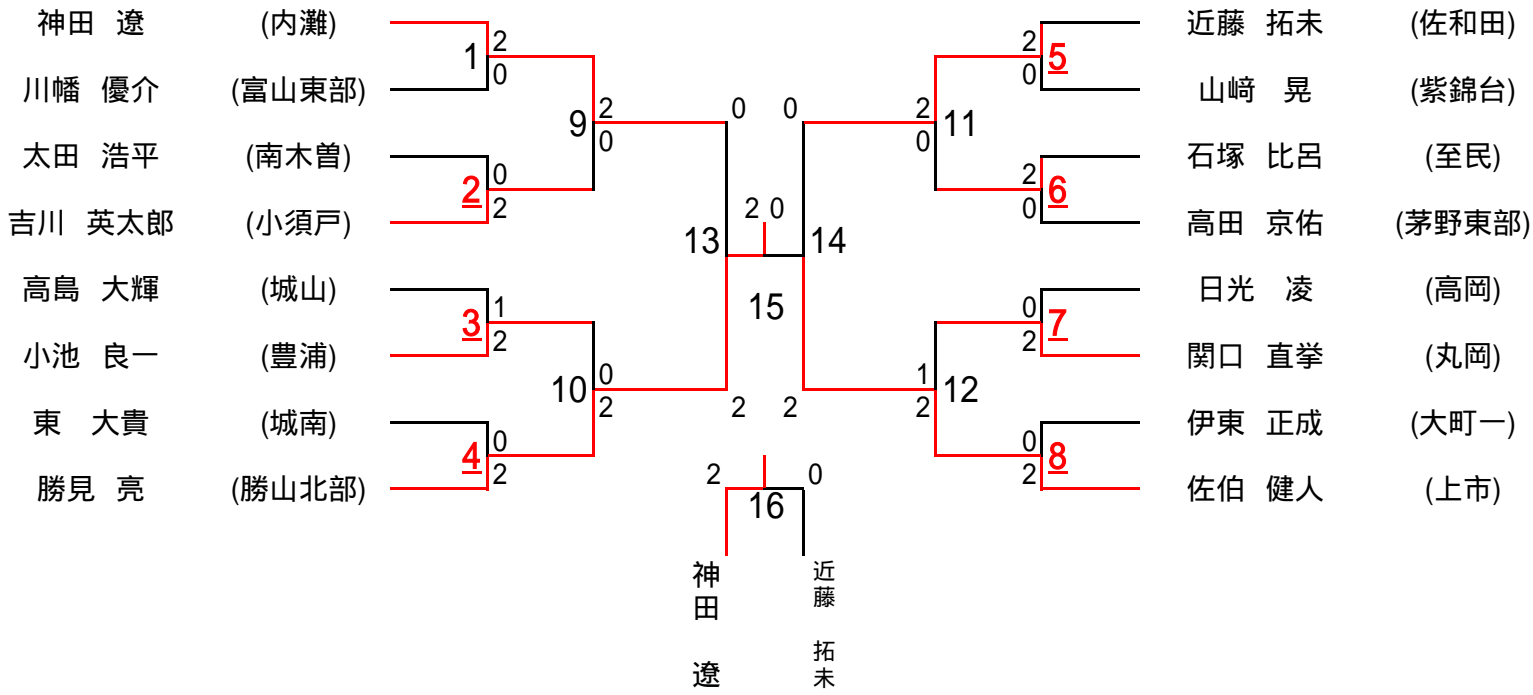 神田 遼 (内灘)
川幡 優介 (富山東部)
太田 浩平 (南木曽)
吉川 英太郎 (小須戸)
高島 大輝 (城山)
小池 良一 (豊浦)
東 大貴 (城南)
勝見 亮 (勝山北部)
1 2 0
2 0 2
3 1 2
4 0 2
9 2 0
10 0 2
13 0 2
2 0
15
14 0 2
2 0
16
神田 遼
近藤 拓未
11 2 0
12 1 2
2 0 5
2 0 6
0 2 7
0 2 8
近藤 拓未 (佐和田)
山﨑 晃 (紫錦台)
石塚 比呂 (至民)
高田 京佑 (茅野東部)
日光 凌 (高岡)
関口 直挙 (丸岡)
伊東 正成 (大町一)
佐伯 健人 (上市)